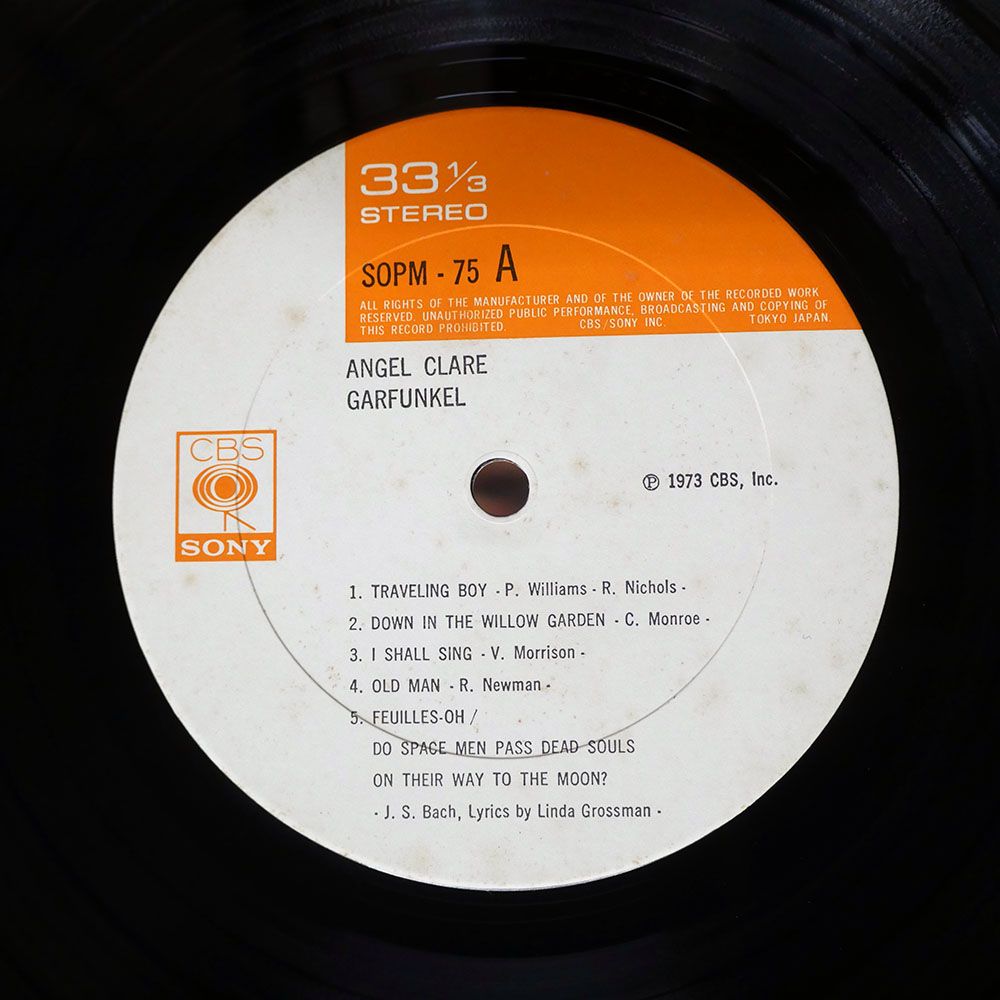 33 1/3
STEREO
SOPM - 75 A
ALL RIGHTS OF THE MANUFACTURER AND OF THE OWNER OF THE RECORDED WORK
RESERVED. UNAUTHORIZED PUBLIC PERFORMANCE, BROADCASTING AND COPYING OF
THIS RECORD PROHIBITED. CBS/SONY INC. TOKYO JAPAN.
ANGEL CLARE
GARFUNKEL
CBS
SONY
℗ 1973 CBS, Inc.
1. TRAVELING BOY - P. Williams - R. Nichols -
2. DOWN IN THE WILLOW GARDEN - C. Monroe -
3. I SHALL SING - V. Morrison -
4. OLD MAN - R. Newman -
5. FEUILLES-OH /
DO SPACE MEN PASS DEAD SOULS
ON THEIR WAY TO THE MOON?
- J. S. Bach, Lyrics by Linda Grossman -